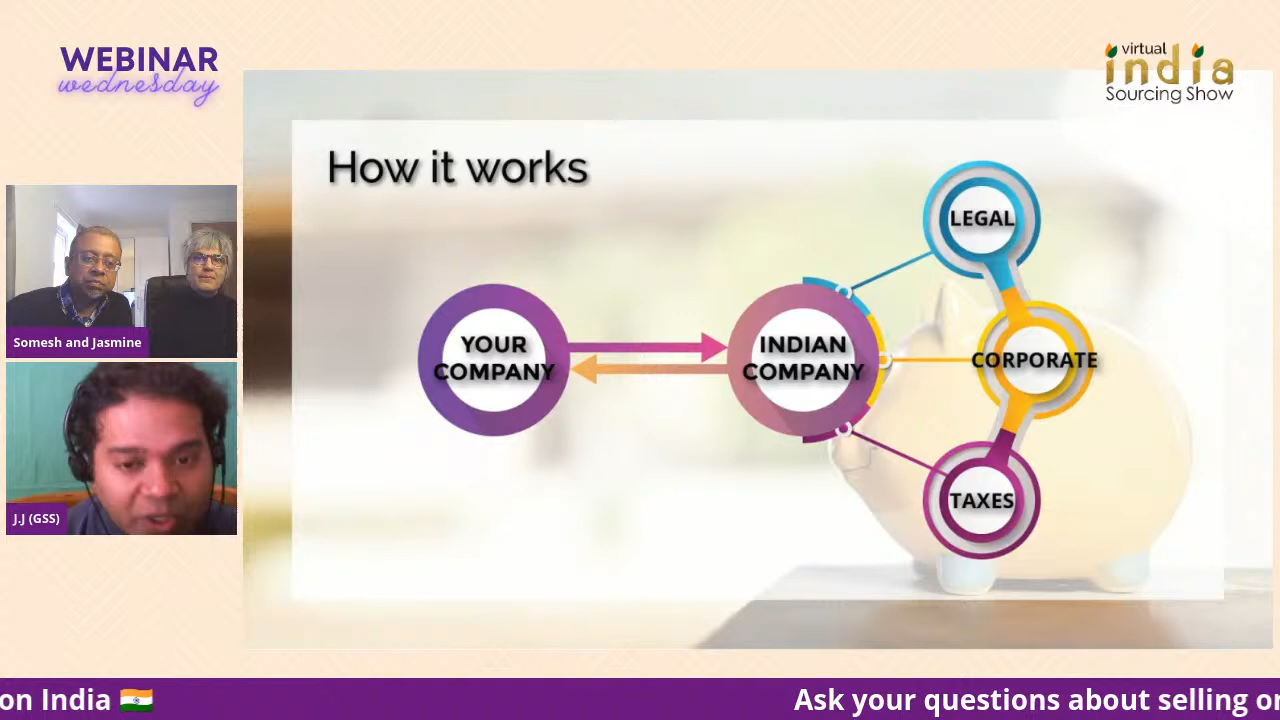 WEBINAR
wednesday
virtual
india
Sourcing Show
How it works
LEGAL
YOUR
COMPANY
INDIAN
COMPANY
CORPORATE
TAXES
Somesh and Jasmine
J.J (GSS)
on India 🇮🇳
Ask your questions about selling on